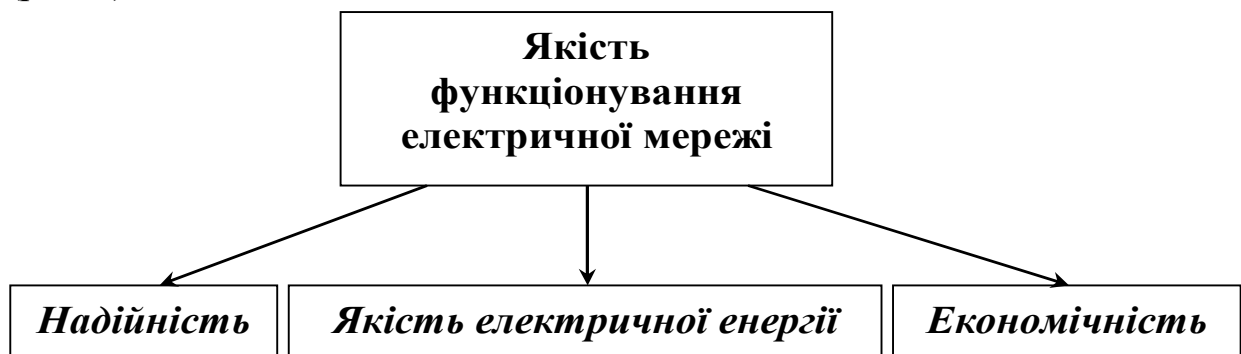 Якість
функціонування
електричної мережі
Надійність
Якість електричної енергії
Економічність